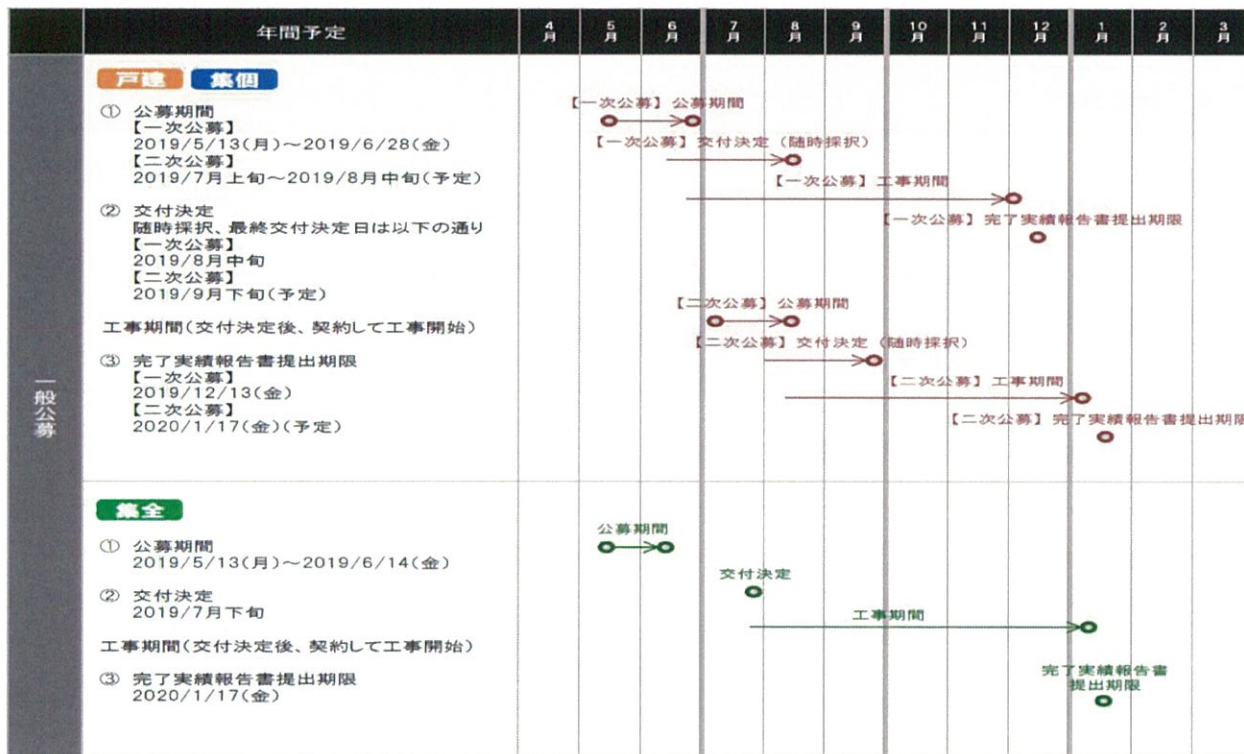 年間予定
4月 5月 6月 7月 8月 9月 10月 11月 12月 1月 2月 3月
一般公募
戸建 集個
① 公募期間
【一次公募】
2019/5/13(月)～2019/6/28(金)
【二次公募】
2019/7月上旬～2019/8月中旬(予定)
② 交付決定
随時採択、最終交付決定日は以下の通り
【一次公募】
2019/8月中旬
【二次公募】
2019/9月下旬(予定)
工事期間(交付決定後、契約して工事開始)
③ 完了実績報告書提出期限
【一次公募】
2019/12/13(金)
【二次公募】
2020/1/17(金)(予定)
【一次公募】公募期間
【一次公募】交付決定（随時採択）
【一次公募】工事期間
【一次公募】完了実績報告書提出期限
【二次公募】公募期間
【二次公募】交付決定（随時採択）
【二次公募】工事期間
【二次公募】完了実績報告書提出期限
集全
① 公募期間
2019/5/13(月)～2019/6/14(金)
② 交付決定
2019/7月下旬
工事期間(交付決定後、契約して工事開始)
③ 完了実績報告書提出期限
2020/1/17(金)
公募期間
交付決定
工事期間
完了実績報告書
提出期限